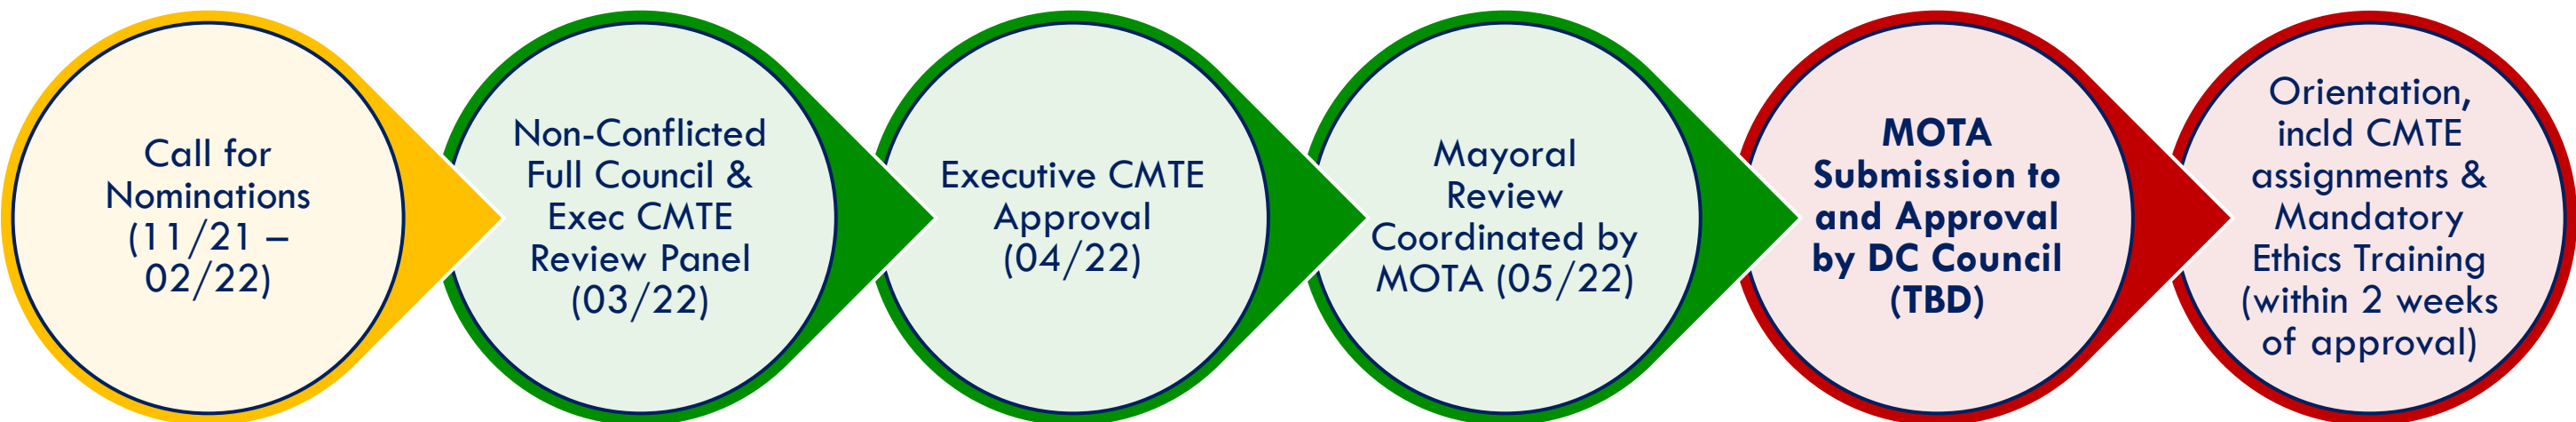 Call for
Nominations
(11/21 –
02/22)
Non-Conflicted
Full Council &
Exec CMTE
Review Panel
(03/22)
Executive CMTE
Approval
(04/22)
Mayoral
Review
Coordinated by
MOTA (05/22)
MOTA
Submission to
and Approval
by DC Council
(TBD)
Orientation,
incld CMTE
assignments &
Mandatory
Ethics Training
(within 2 weeks
of approval)